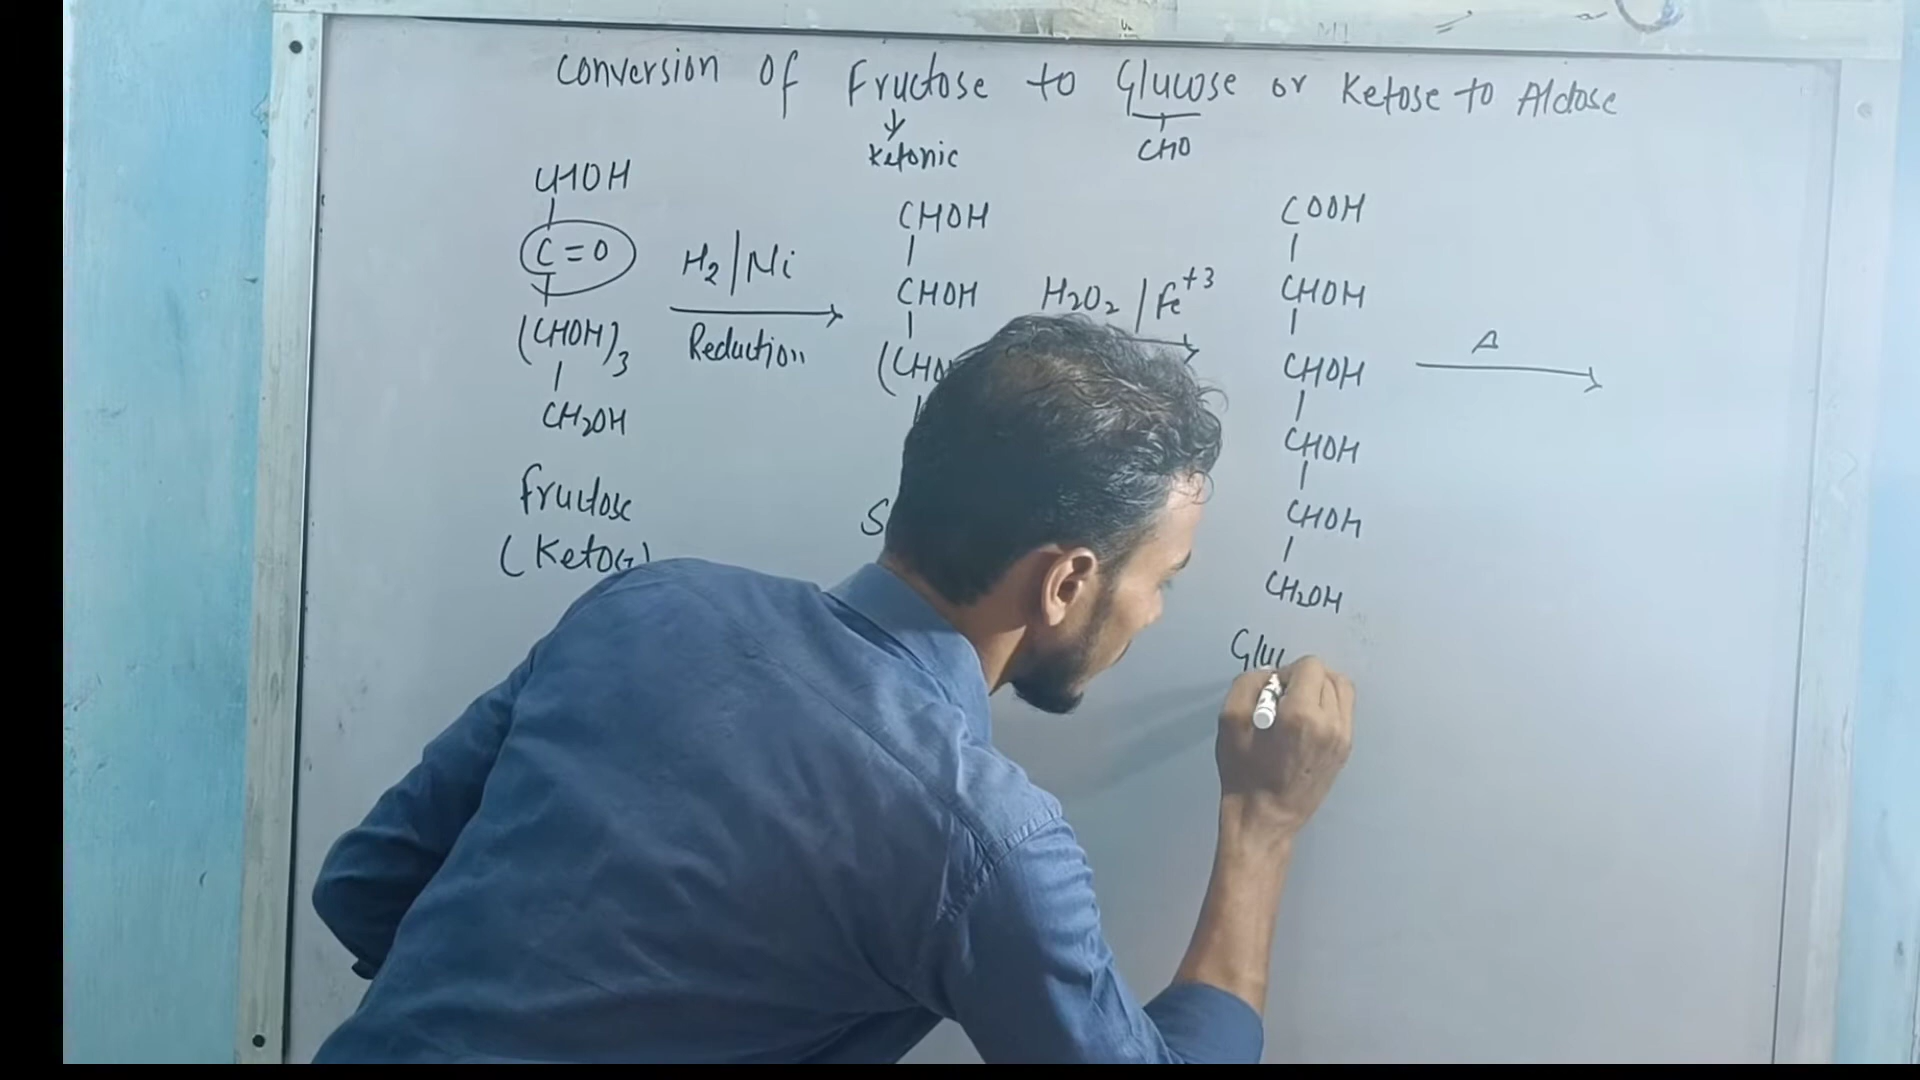 Conversion of Fructose to Glucose or Ketose to Aldose
Ketonic
CHO
CHOH
C=O
(CHOH)3
CH2OH
fructose
(Ketose)
H2/Ni
Reduction
CHOH
CHOH
(CHO
S
H2O2/Fe+3
COOH
CHOH
CHOH
CHOH
CHOH
CH2OH
Glu
Δ